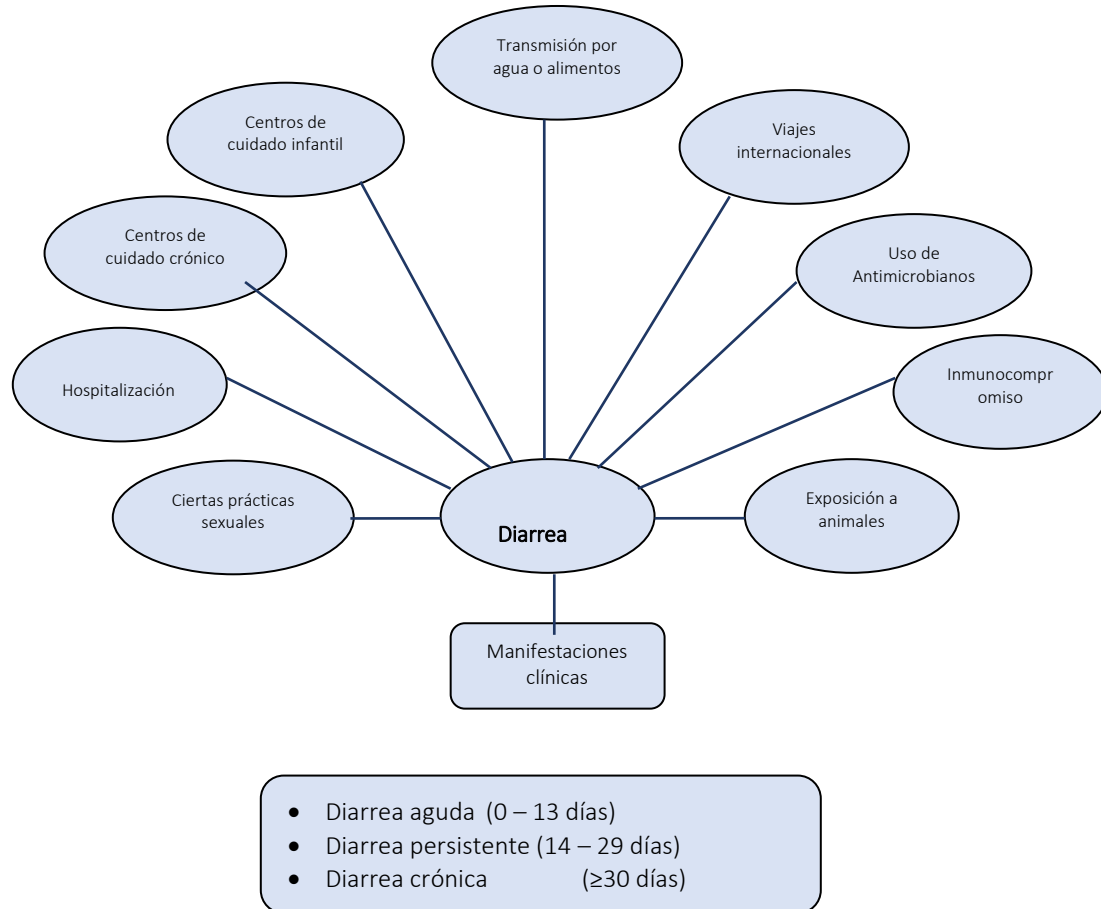 Transmisión por
agua o alimentos
Centros de
cuidado infantil
Viajes
internacionales
Centros de
cuidado crónico
Uso de
Antimicrobianos
Hospitalización
Inmunocompr
omiso
Ciertas prácticas
sexuales
Diarrea
Exposición a
animales
Manifestaciones
clínicas
• Diarrea aguda (0 – 13 días)
• Diarrea persistente (14 – 29 días)
• Diarrea crónica (≥30 días)